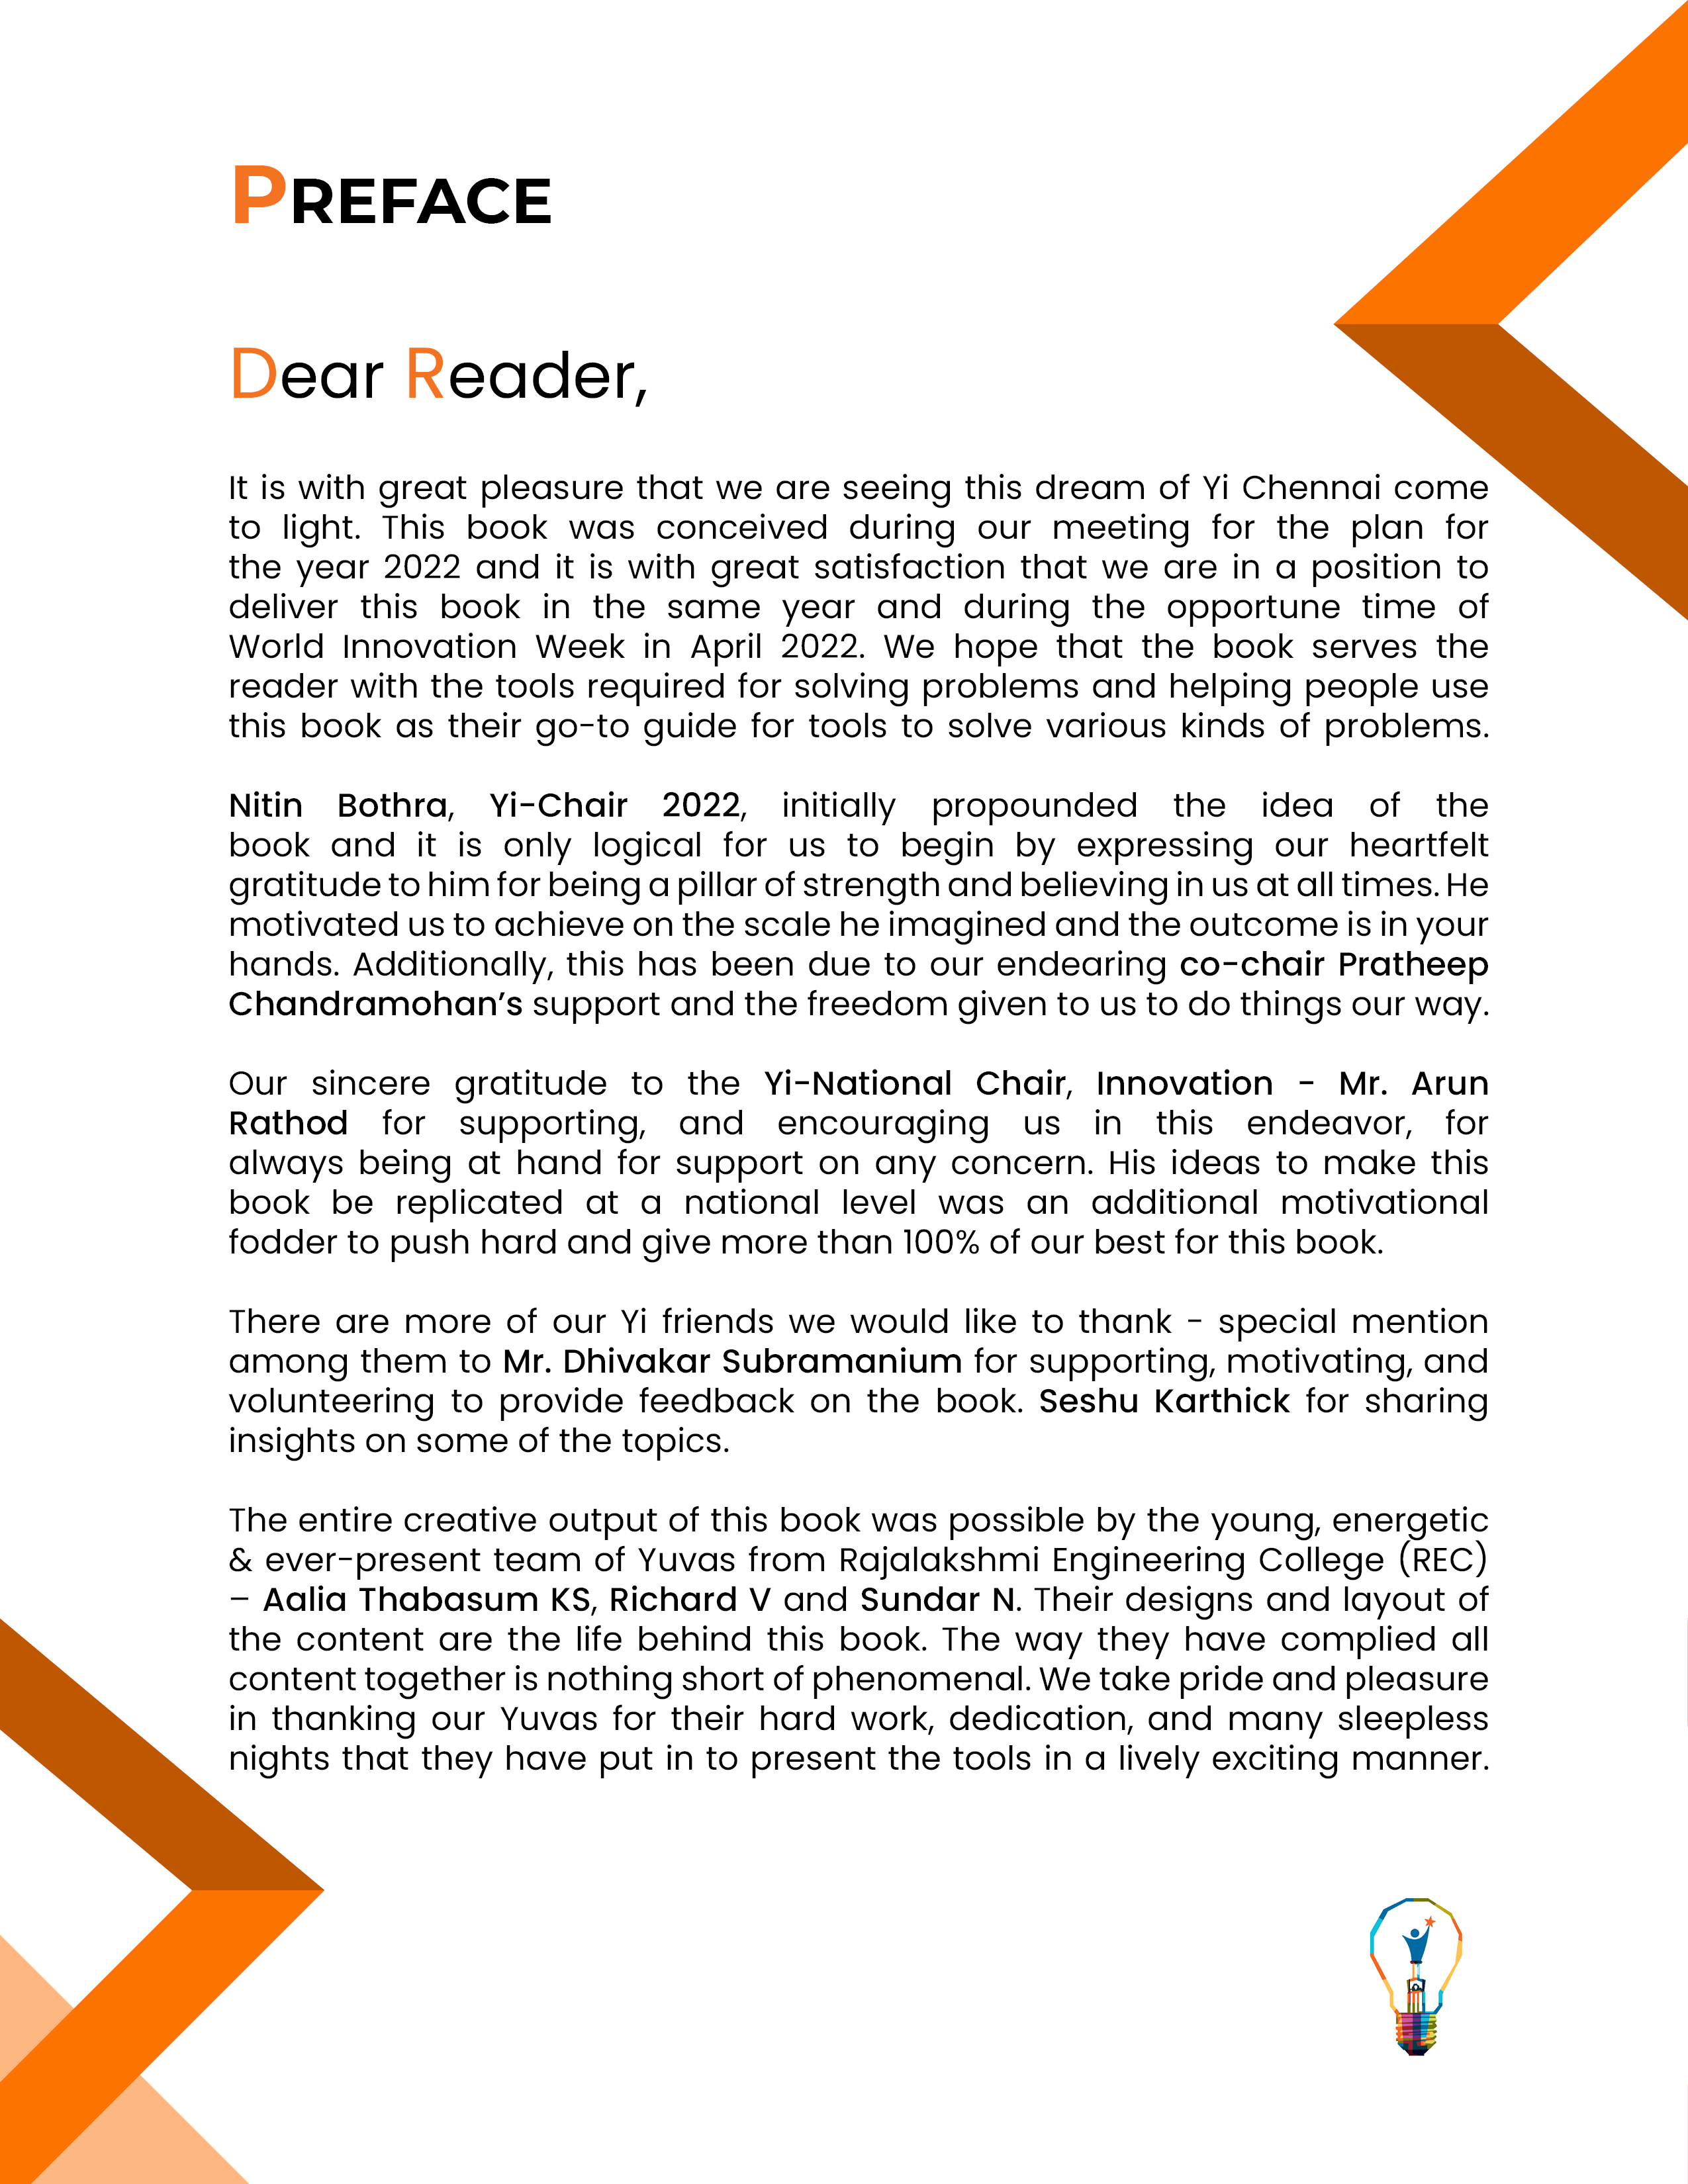 PREFACE
Dear Reader,
It is with great pleasure that we are seeing this dream of Yi Chennai come
to light. This book was conceived during our meeting for the plan for
the year 2022 and it is with great satisfaction that we are in a position to
deliver this book in the same year and during the opportune time of
World Innovation Week in April 2022. We hope that the book serves the
reader with the tools required for solving problems and helping people use
this book as their go-to guide for tools to solve various kinds of problems.
Nitin Bothra, Yi-Chair 2022, initially propounded the idea of the
book and it is only logical for us to begin by expressing our heartfelt
gratitude to him for being a pillar of strength and believing in us at all times. He
motivated us to achieve on the scale he imagined and the outcome is in your
hands. Additionally, this has been due to our endearing co-chair Pratheep
Chandramohan’s support and the freedom given to us to do things our way.
Our sincere gratitude to the Yi-National Chair, Innovation - Mr. Arun
Rathod for supporting, and encouraging us in this endeavor, for
always being at hand for support on any concern. His ideas to make this
book be replicated at a national level was an additional motivational
fodder to push hard and give more than 100% of our best for this book.
There are more of our Yi friends we would like to thank - special mention
among them to Mr. Dhivakar Subramanium for supporting, motivating, and
volunteering to provide feedback on the book. Seshu Karthick for sharing
insights on some of the topics.
The entire creative output of this book was possible by the young, energetic
& ever-present team of Yuvas from Rajalakshmi Engineering College (REC)
– Aalia Thabasum KS, Richard V and Sundar N. Their designs and layout of
the content are the life behind this book. The way they have complied all
content together is nothing short of phenomenal. We take pride and pleasure
in thanking our Yuvas for their hard work, dedication, and many sleepless
nights that they have put in to present the tools in a lively exciting manner.